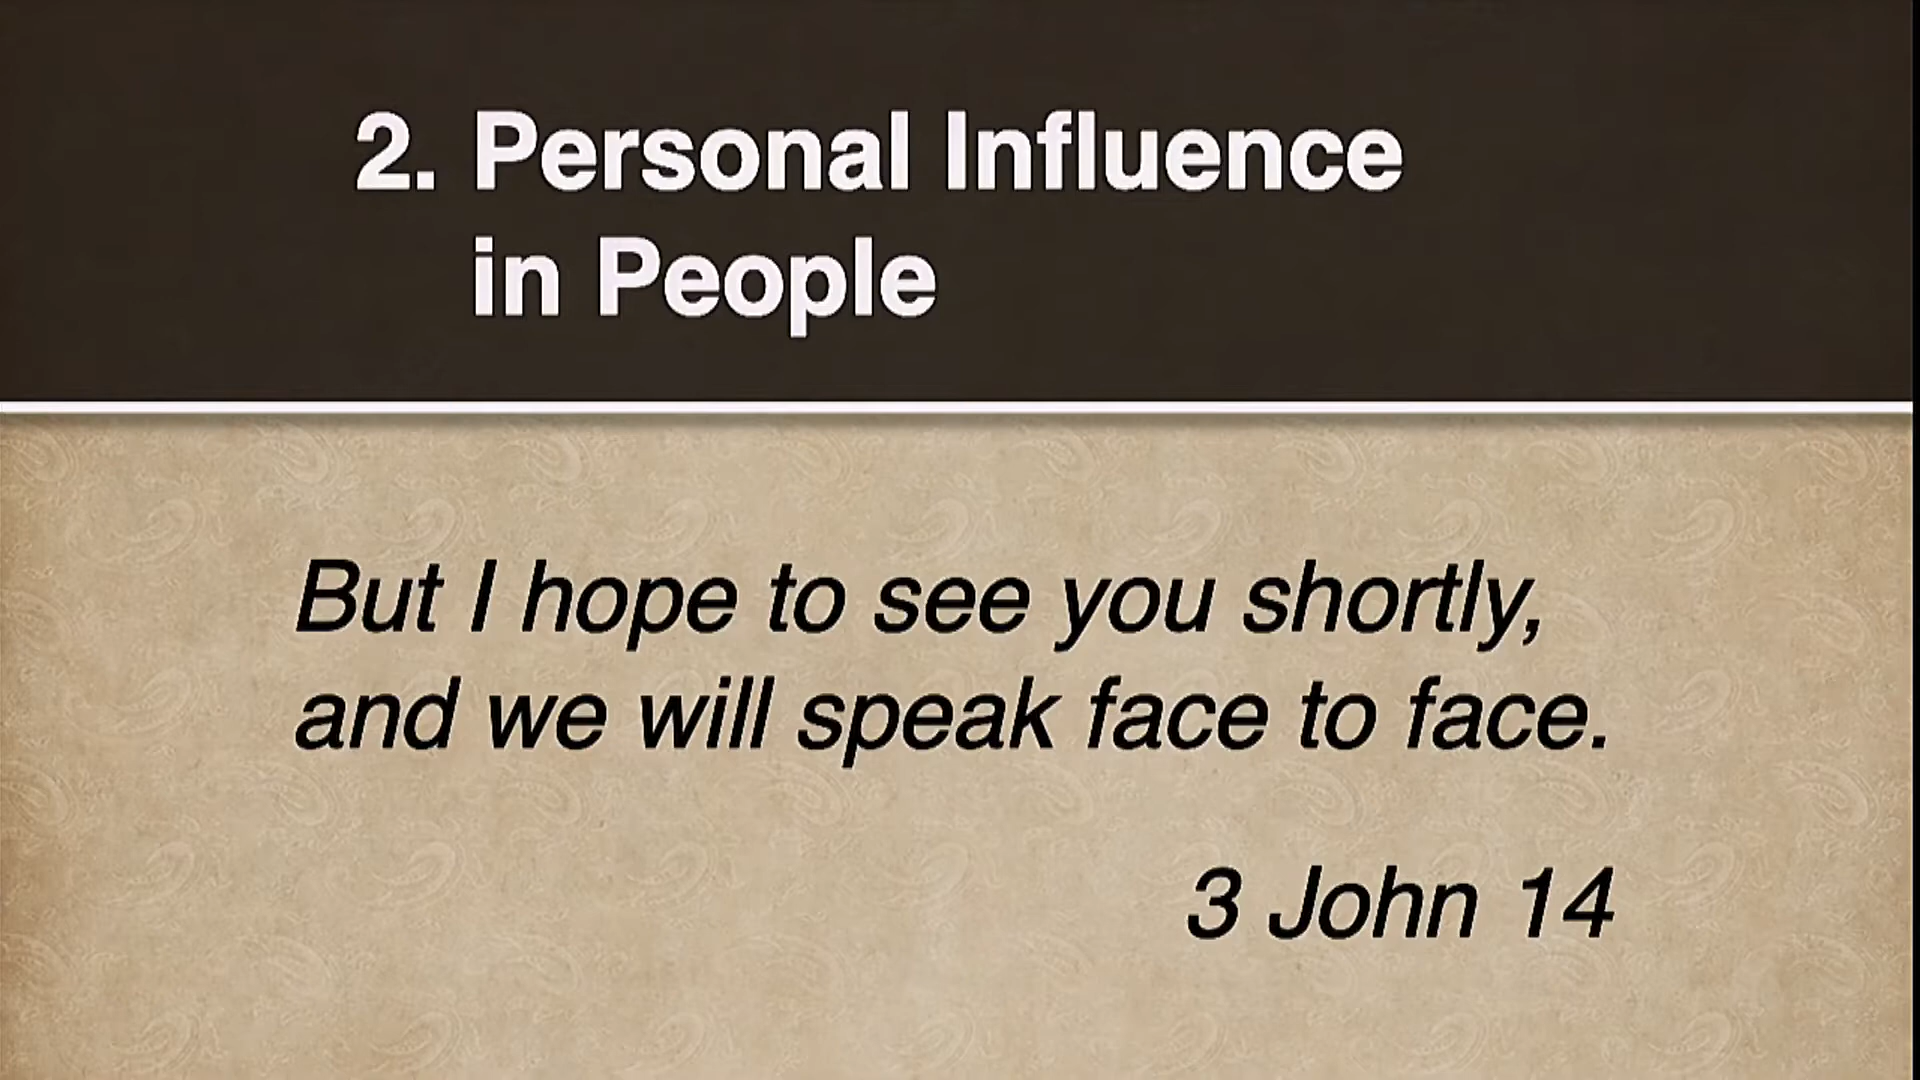 2. Personal Influence
in People
But I hope to see you shortly,
and we will speak face to face.
3 John 14